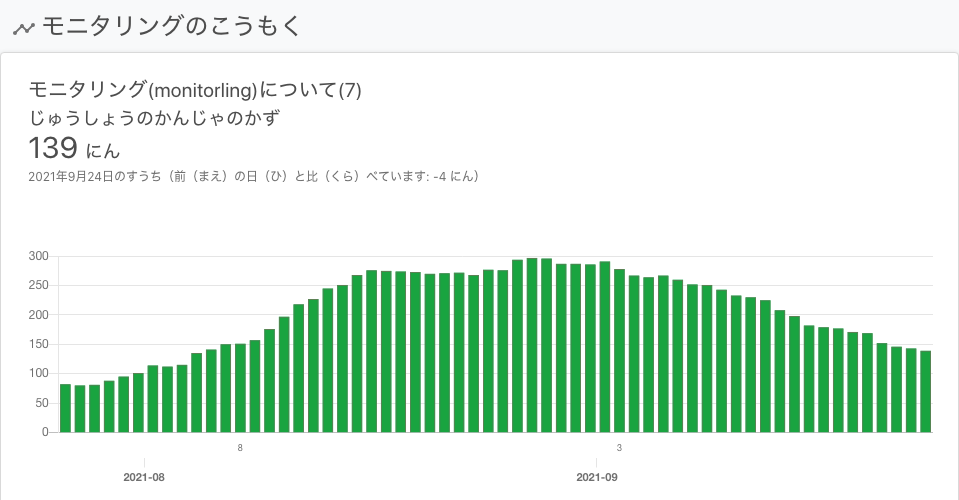 モニタリングのこうもく
モニタリング(monitorling)について(7)
じゅうしょうのかんじゃのかず
139 にん
2021年9月24日のすうち（前（まえ）の日（ひ）と比（くら）べています: -4 にん）
300
250
200
150
100
50
0
8 3
2021-08 2021-09